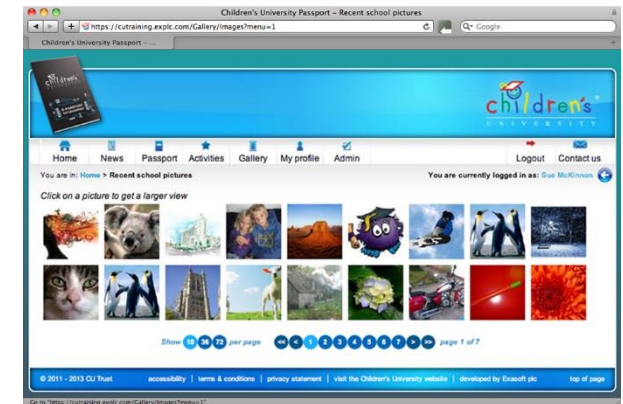 Children's University Passport – Recent school pictures
https://cutraining.explc.com/Gallery/Images?menu=1
Google
Children's University Passport – ...
children's
children's
UNIVERSITY
Home News Passport Activities Gallery My profile Admin Logout Contact us
You are in: Home > Recent school pictures You are currently logged in as: Sue McKinnon
Click on a picture to get a larger view
Show 18 36 72 per page << < 1 2 3 4 5 6 7 > >> page 1 of 7
© 2011 - 2013 CU Trust accessibility | terms & conditions | privacy statement | visit the Children's University website | developed by Exasoft plc top of page
Go to "https://cutraining.explc.com/Gallery/Images?menu=1"